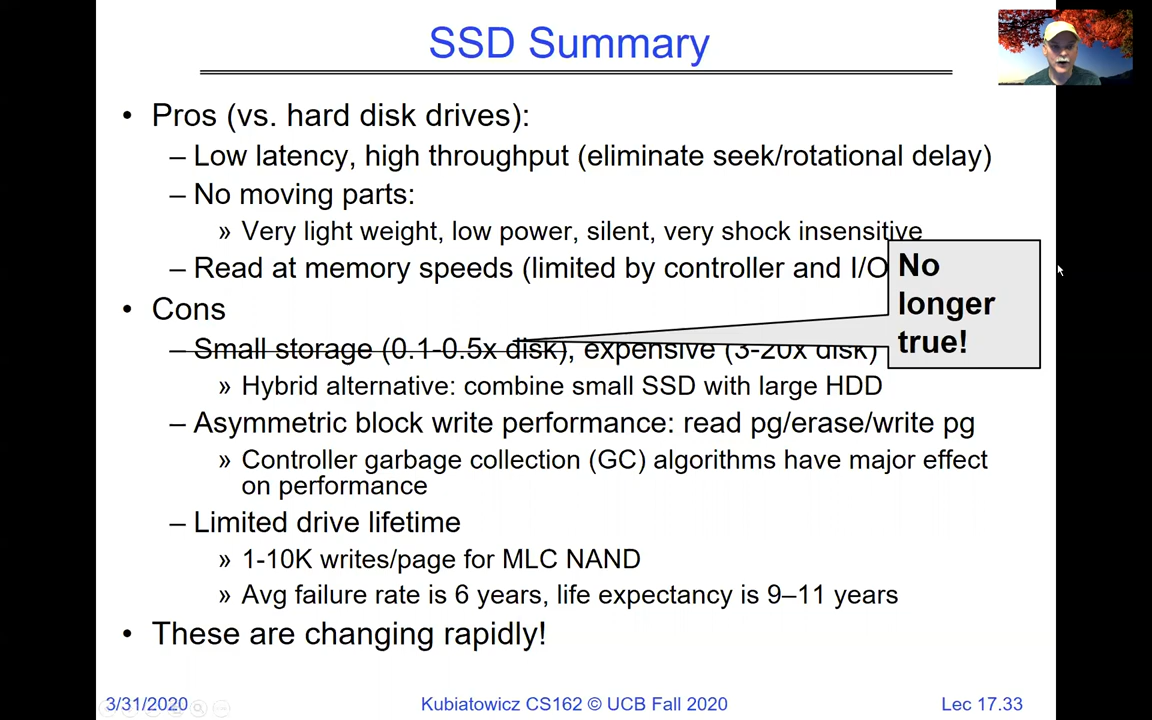 SSD Summary
• Pros (vs. hard disk drives):
– Low latency, high throughput (eliminate seek/rotational delay)
– No moving parts:
» Very light weight, low power, silent, very shock insensitive
– Read at memory speeds (limited by controller and I/O
No
longer
true!
• Cons
– Small storage (0.1-0.5x disk), expensive (3-20x disk)
» Hybrid alternative: combine small SSD with large HDD
– Asymmetric block write performance: read pg/erase/write pg
» Controller garbage collection (GC) algorithms have major effect
on performance
– Limited drive lifetime
» 1-10K writes/page for MLC NAND
» Avg failure rate is 6 years, life expectancy is 9–11 years
• These are changing rapidly!
3/31/2020
Kubiatowicz CS162 © UCB Fall 2020
Lec 17.33